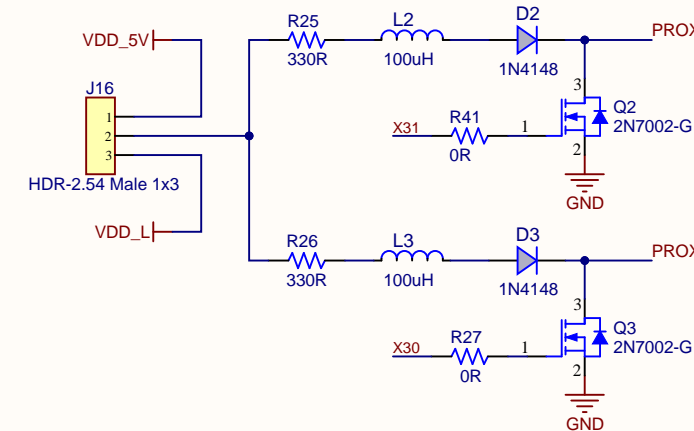 VDD_5V
R25
330R
L2
100uH
D2
1N4148
PROX
J16
1
2
3
HDR-2.54 Male 1x3
VDD_L
X31
R41
0R
1
3
2
Q2
2N7002-G
GND
R26
330R
L3
100uH
D3
1N4148
PROX
X30
R27
0R
1
3
2
Q3
2N7002-G
GND